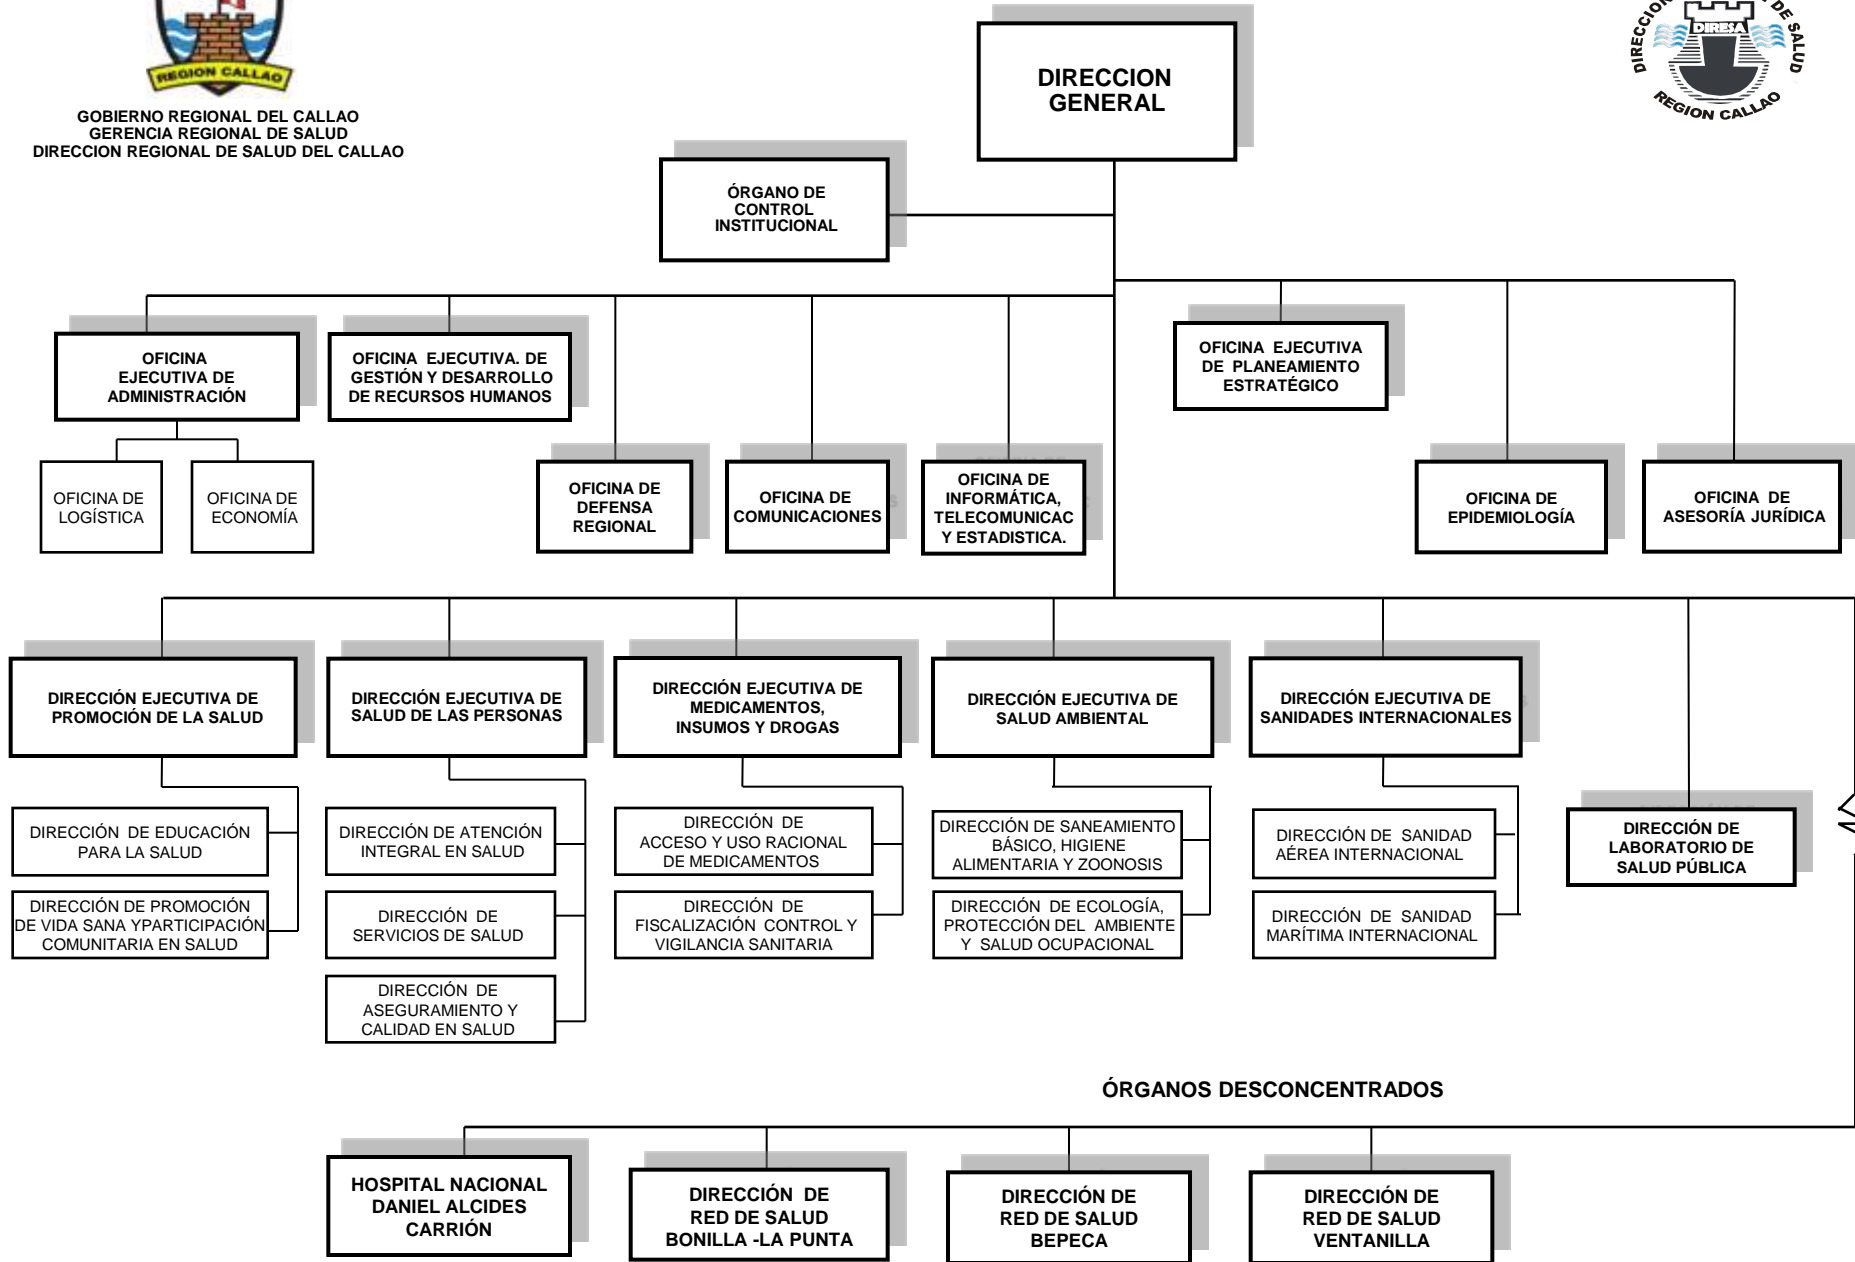 REGION CALLAO
GOBIERNO REGIONAL DEL CALLAO
GERENCIA REGIONAL DE SALUD
DIRECCION REGIONAL DE SALUD DEL CALLAO
DIRECCION
GENERAL
DIRECCION DE SALUD
DIRESA
REGION CALLAO
ÓRGANO DE
CONTROL
INSTITUCIONAL
OFICINA
EJECUTIVA DE
ADMINISTRACIÓN
OFICINA EJECUTIVA. DE
GESTIÓN Y DESARROLLO
DE RECURSOS HUMANOS
OFICINA EJECUTIVA
DE PLANEAMIENTO
ESTRATÉGICO
OFICINA DE
LOGÍSTICA
OFICINA DE
ECONOMÍA
OFICINA DE
DEFENSA
REGIONAL
OFICINA DE
COMUNICACIONES
OFICINA DE
INFORMÁTICA,
TELECOMUNICAC
Y ESTADISTICA.
OFICINA DE
EPIDEMIOLOGÍA
OFICINA DE
ASESORÍA JURÍDICA
DIRECCIÓN EJECUTIVA DE
PROMOCIÓN DE LA SALUD
DIRECCIÓN EJECUTIVA DE
SALUD DE LAS PERSONAS
DIRECCIÓN EJECUTIVA DE
MEDICAMENTOS,
INSUMOS Y DROGAS
DIRECCIÓN EJECUTIVA DE
SALUD AMBIENTAL
DIRECCIÓN EJECUTIVA DE
SANIDADES INTERNACIONALES
DIRECCIÓN DE EDUCACIÓN
PARA LA SALUD
DIRECCIÓN DE ATENCIÓN
INTEGRAL EN SALUD
DIRECCIÓN DE
ACCESO Y USO RACIONAL
DE MEDICAMENTOS
DIRECCIÓN DE SANEAMIENTO
BÁSICO, HIGIENE
ALIMENTARIA Y ZOONOSIS
DIRECCIÓN DE SANIDAD
AÉREA INTERNACIONAL
DIRECCIÓN DE
LABORATORIO DE
SALUD PÚBLICA
DIRECCIÓN DE PROMOCIÓN
DE VIDA SANA YPARTICIPACIÓN
COMUNITARIA EN SALUD
DIRECCIÓN DE
SERVICIOS DE SALUD
DIRECCIÓN DE
FISCALIZACIÓN CONTROL Y
VIGILANCIA SANITARIA
DIRECCIÓN DE ECOLOGÍA,
PROTECCIÓN DEL AMBIENTE
Y SALUD OCUPACIONAL
DIRECCIÓN DE SANIDAD
MARÍTIMA INTERNACIONAL
DIRECCIÓN DE
ASEGURAMIENTO Y
CALIDAD EN SALUD
ÓRGANOS DESCONCENTRADOS
HOSPITAL NACIONAL
DANIEL ALCIDES
CARRIÓN
DIRECCIÓN DE
RED DE SALUD
BONILLA -LA PUNTA
DIRECCIÓN DE
RED DE SALUD
BEPECA
DIRECCIÓN DE
RED DE SALUD
VENTANILLA